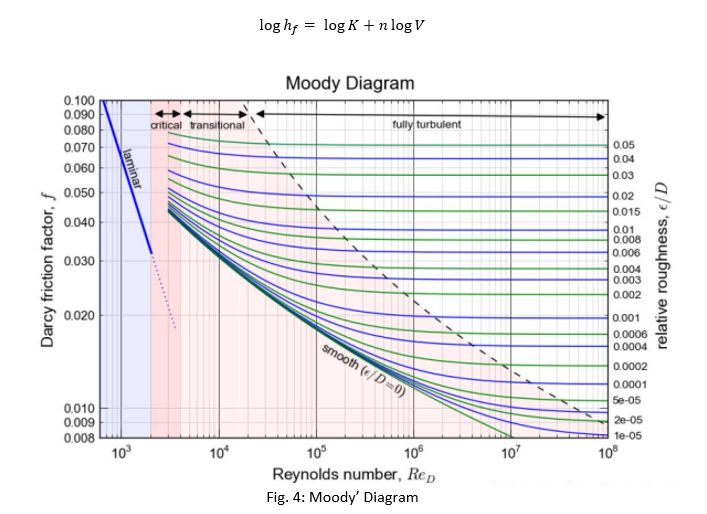 log h_f = log K + n log V
Moody Diagram
critical transitional fully turbulent
laminar
smooth (ϵ/D=0)
Darcy friction factor, f
0.100
0.090
0.080
0.070
0.060
0.050
0.040
0.030
0.020
0.010
0.009
0.008
0.05
0.04
0.03
0.02
0.015
0.01
0.008
0.006
0.004
0.003
0.002
0.001
0.0006
0.0004
0.0002
0.0001
5e-05
2e-05
1e-05
relative roughness, ϵ/D
10³ 10⁴ 10⁵ 10⁶ 10⁷ 10⁸
Reynolds number, Re_D
Fig. 4: Moody’ Diagram